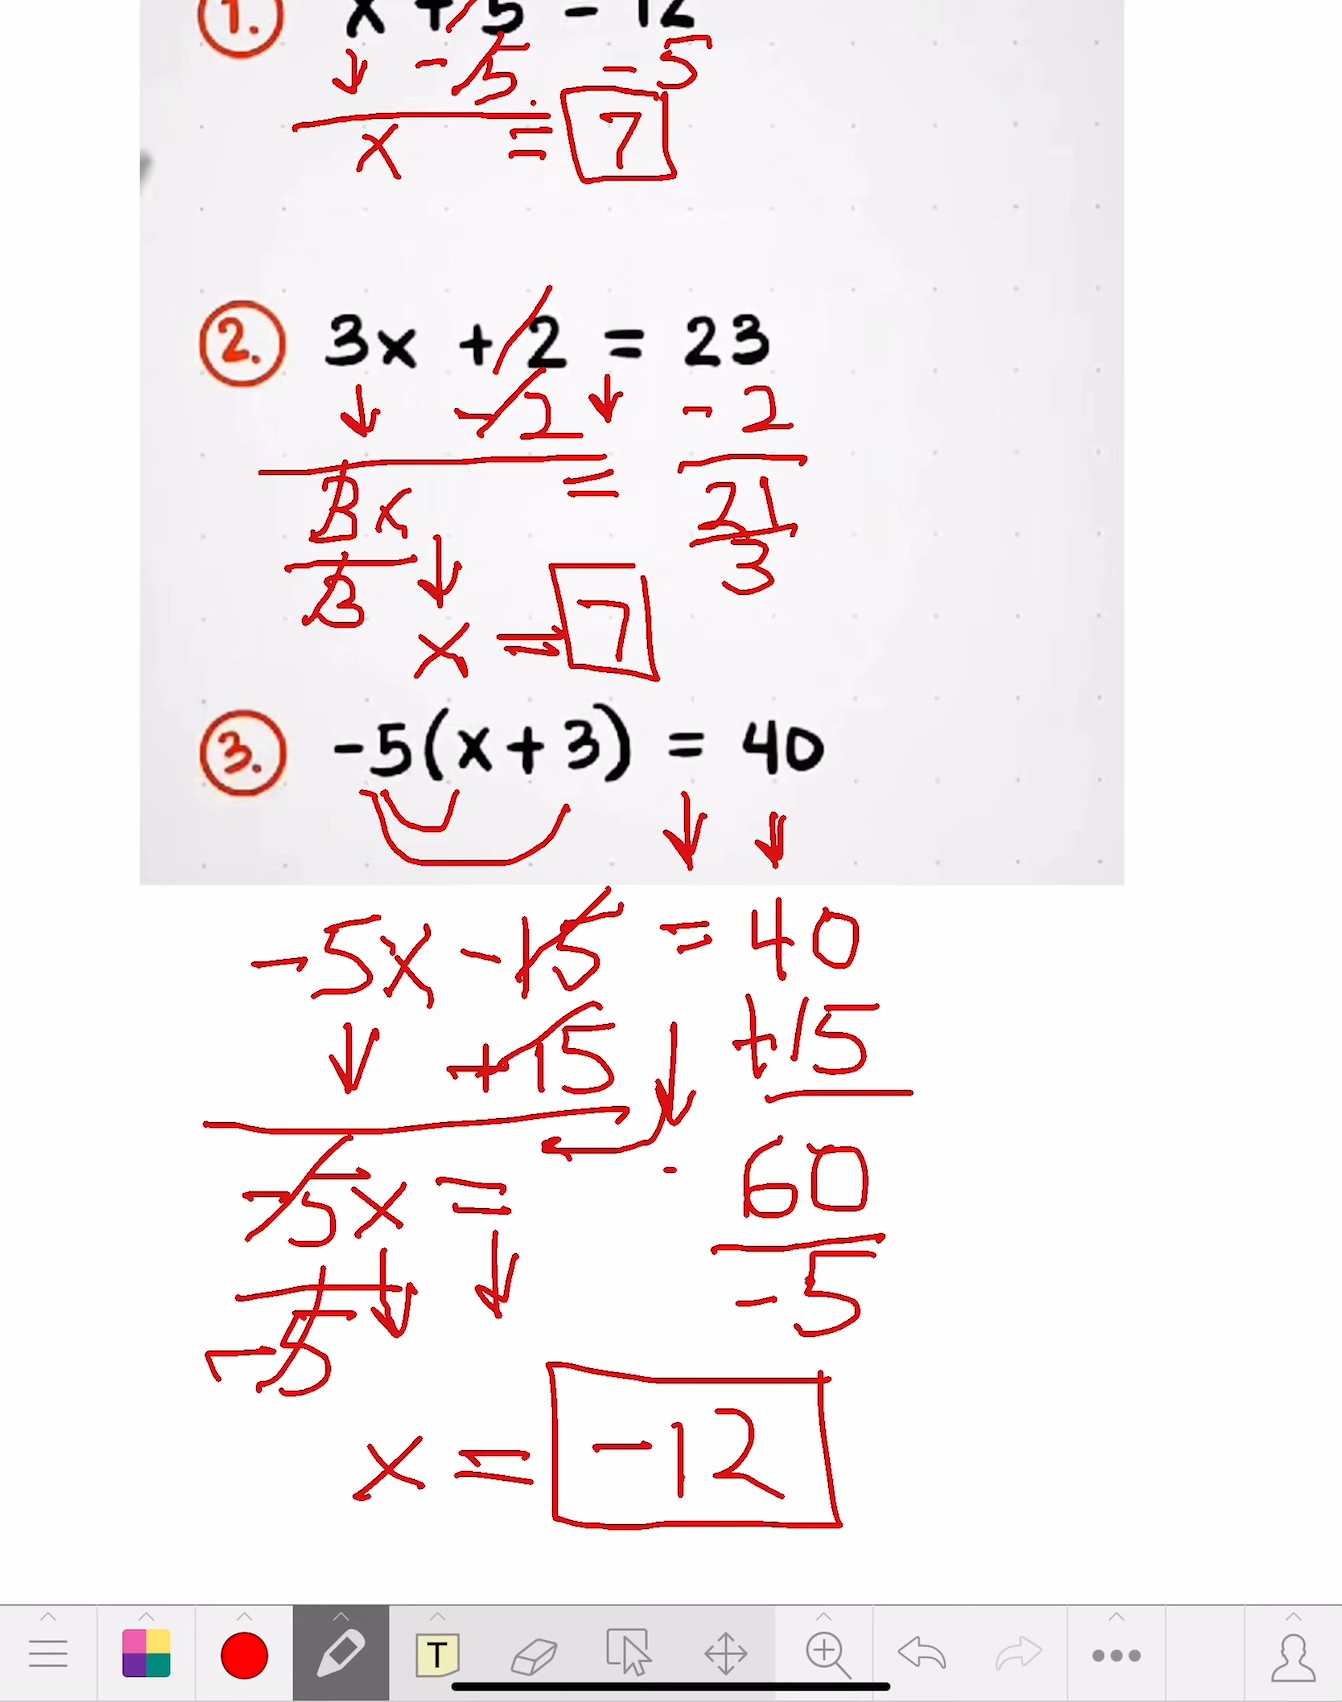 1. x + 5 = 12
- 5 - 5
x = 7
2. 3x + 2 = 23
- 2 - 2
3x = 21
3 3
x = 7
3. -5(x+3) = 40
-5x -15 = 40
+15 +15
-5x = 60
-5 -5
x = -12
T